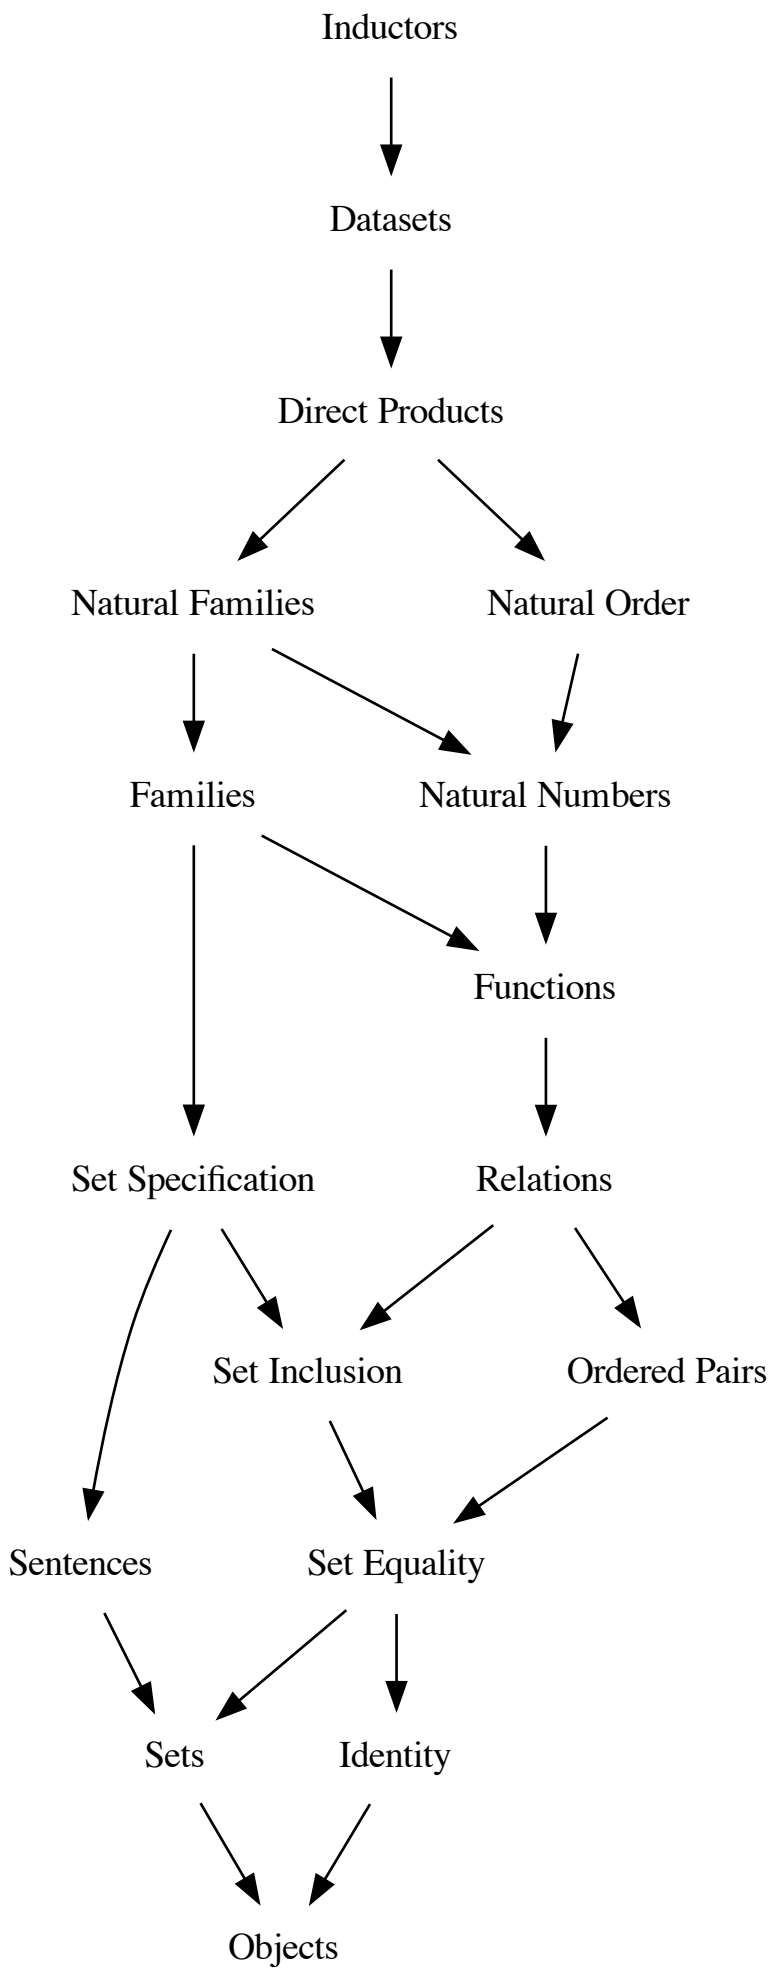 Inductors
Datasets
Direct Products
Natural Families
Natural Order
Families
Natural Numbers
Functions
Set Specification
Relations
Set Inclusion
Ordered Pairs
Sentences
Set Equality
Sets
Identity
Objects